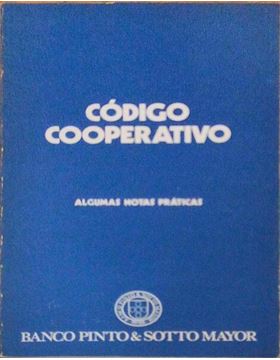 CÓDIGO
COOPERATIVO
ALGUMAS NOTAS PRÁTICAS
BANCO PINTO & SOTTO MAYOR